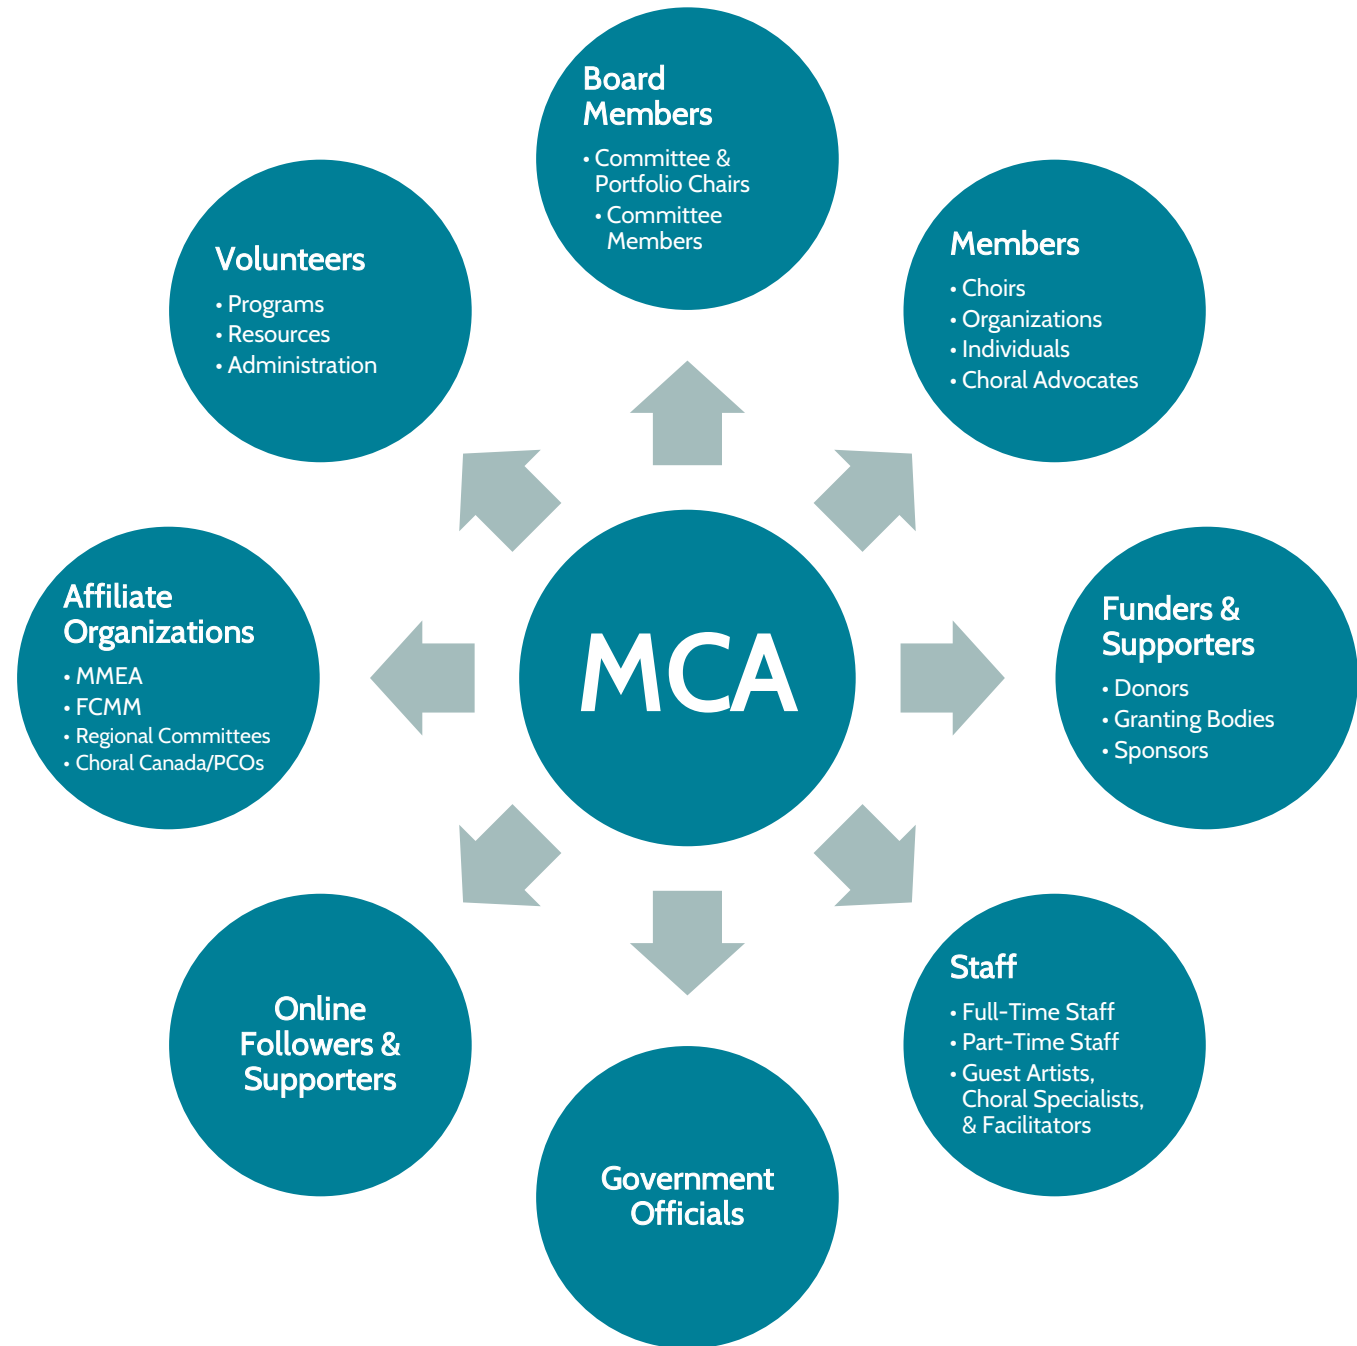 Board
Members
• Committee &
Portfolio Chairs
• Committee
Members
Members
• Choirs
• Organizations
• Individuals
• Choral Advocates
Funders &
Supporters
• Donors
• Granting Bodies
• Sponsors
Staff
• Full-Time Staff
• Part-Time Staff
• Guest Artists,
Choral Specialists,
& Facilitators
Government
Officials
Online
Followers &
Supporters
Affiliate
Organizations
• MMEA
• FCMM
• Regional Committees
• Choral Canada/PCOs
Volunteers
• Programs
• Resources
• Administration
MCA